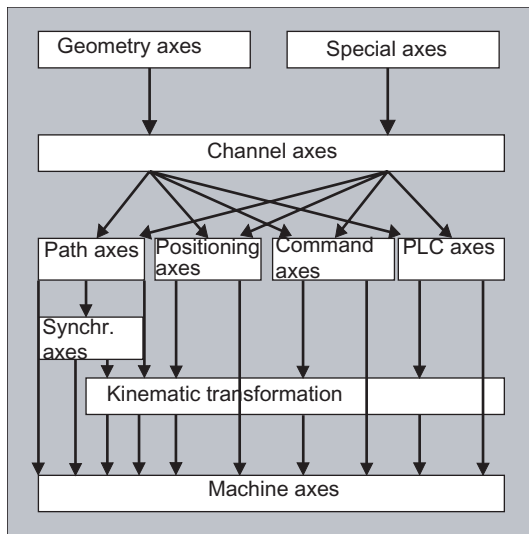 Geometry axes
Special axes
Channel axes
Path axes
Positioning
axes
Command
axes
PLC axes
Synchr.
axes
Kinematic transformation
Machine axes